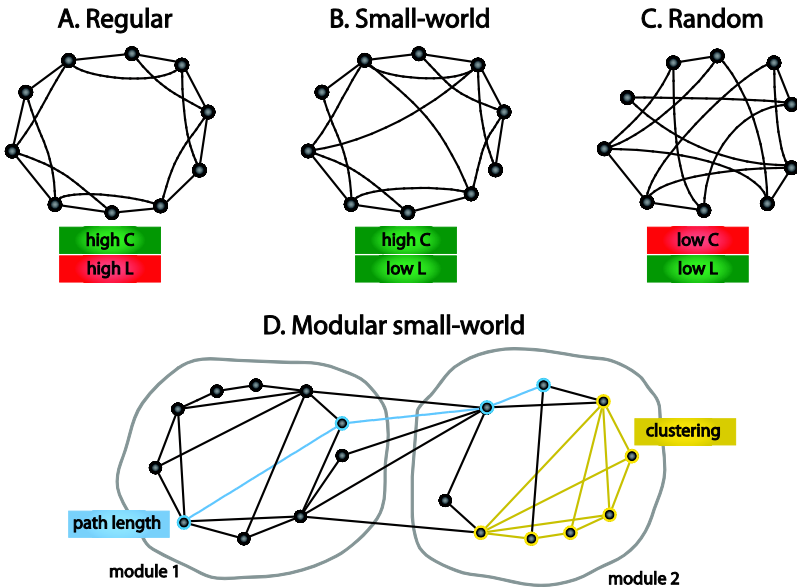 A. Regular
B. Small-world
C. Random
high C
high L
high C
low L
low C
low L
D. Modular small-world
clustering
path length
module 1
module 2